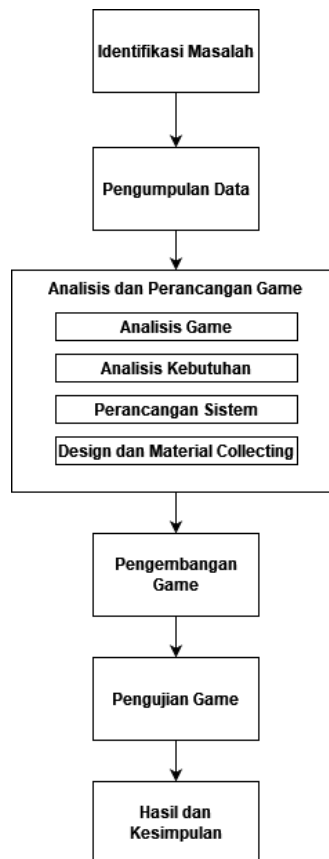 Identifikasi Masalah
Pengumpulan Data
Analisis dan Perancangan Game
Analisis Game
Analisis Kebutuhan
Perancangan Sistem
Design dan Material Collecting
Pengembangan
Game
Pengujian Game
Hasil dan
Kesimpulan